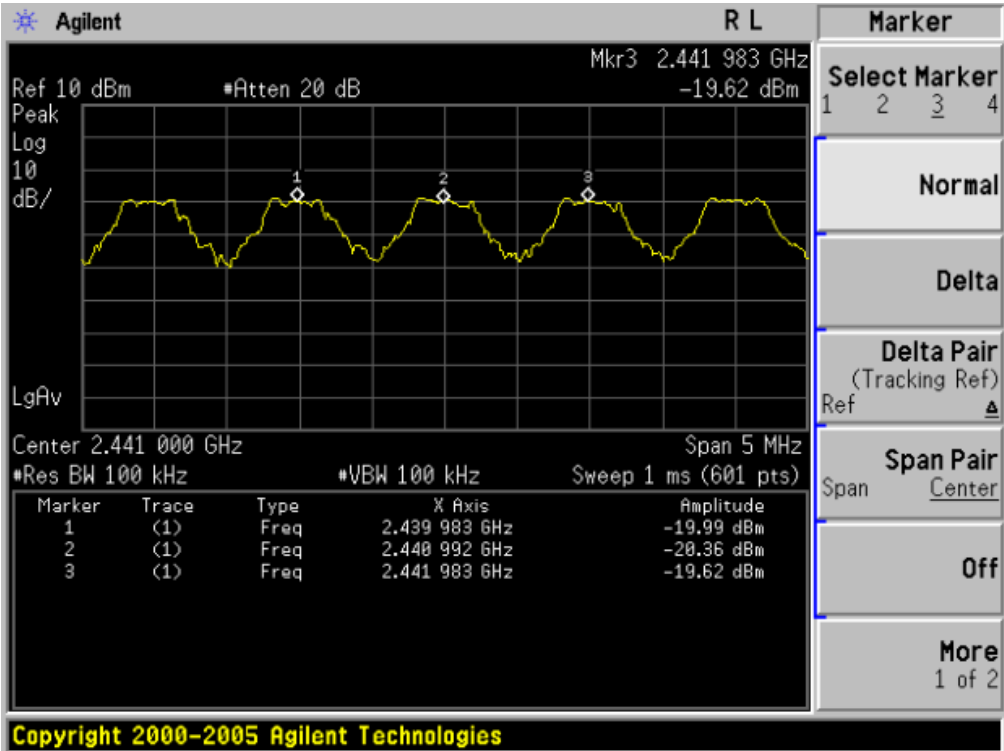 Agilent R L Marker
Mkr3 2.441 983 GHz
Ref 10 dBm #Atten 20 dB -19.62 dBm
Peak
Log
10
dB/
1 2 3
LgAv
Center 2.441 000 GHz Span 5 MHz
#Res BW 100 kHz #VBW 100 kHz Sweep 1 ms (601 pts)
Marker Trace Type X Axis Amplitude
1 (1) Freq 2.439 983 GHz -19.99 dBm
2 (1) Freq 2.440 992 GHz -20.36 dBm
3 (1) Freq 2.441 983 GHz -19.62 dBm
Select Marker
1 2 3 4
Normal
Delta
Delta Pair
(Tracking Ref)
Ref Δ
Span Pair
Span Center
Off
More
1 of 2
Copyright 2000-2005 Agilent Technologies